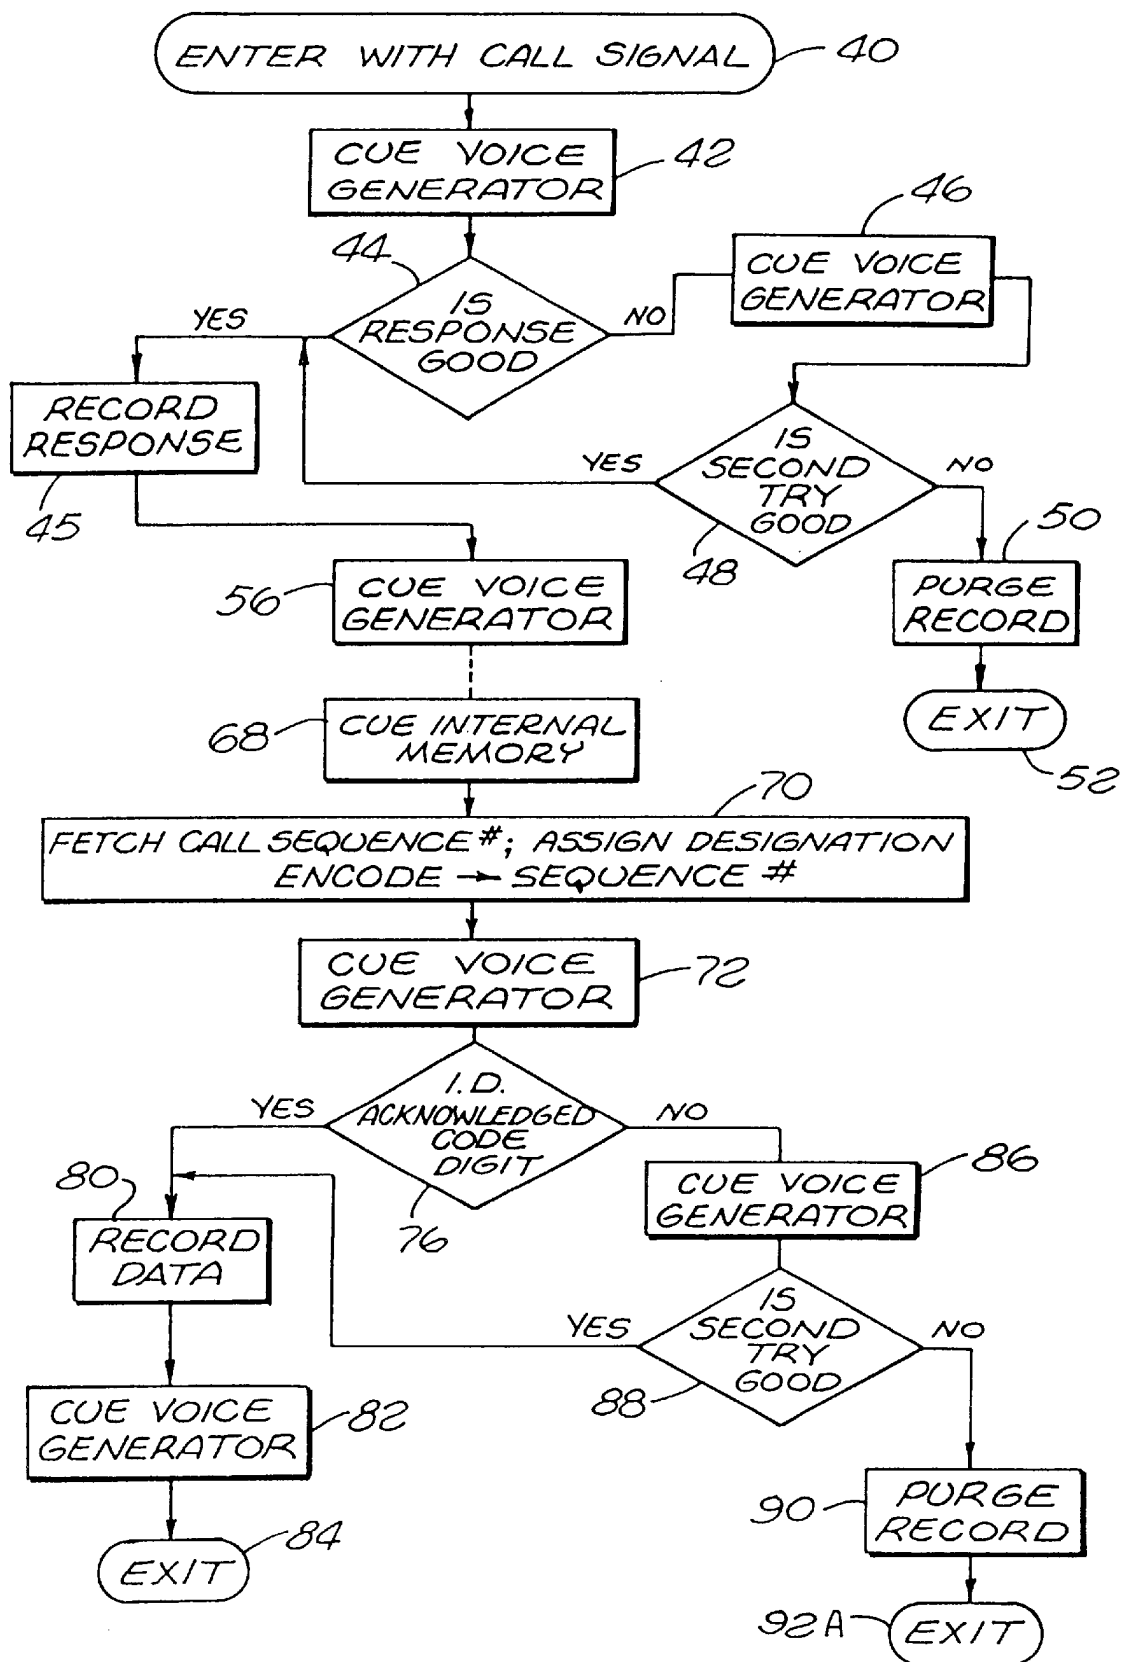 ENTER WITH CALL SIGNAL
40
CUE VOICE
GENERATOR
42
44
IS
RESPONSE
GOOD
YES
NO
46
CUE VOICE
GENERATOR
RECORD
RESPONSE
45
IS
SECOND
TRY
GOOD
YES
NO
48
50
PURGE
RECORD
EXIT
52
56
CUE VOICE
GENERATOR
68
CUE INTERNAL
MEMORY
70
FETCH CALL SEQUENCE #; ASSIGN DESIGNATION
ENCODE → SEQUENCE #
CUE VOICE
GENERATOR
72
I.D.
ACKNOWLEDGED
CODE
DIGIT
YES
NO
76
80
RECORD
DATA
86
CUE VOICE
GENERATOR
IS
SECOND
TRY
GOOD
YES
NO
88
CUE VOICE
GENERATOR
82
EXIT
84
90
PURGE
RECORD
92A
EXIT